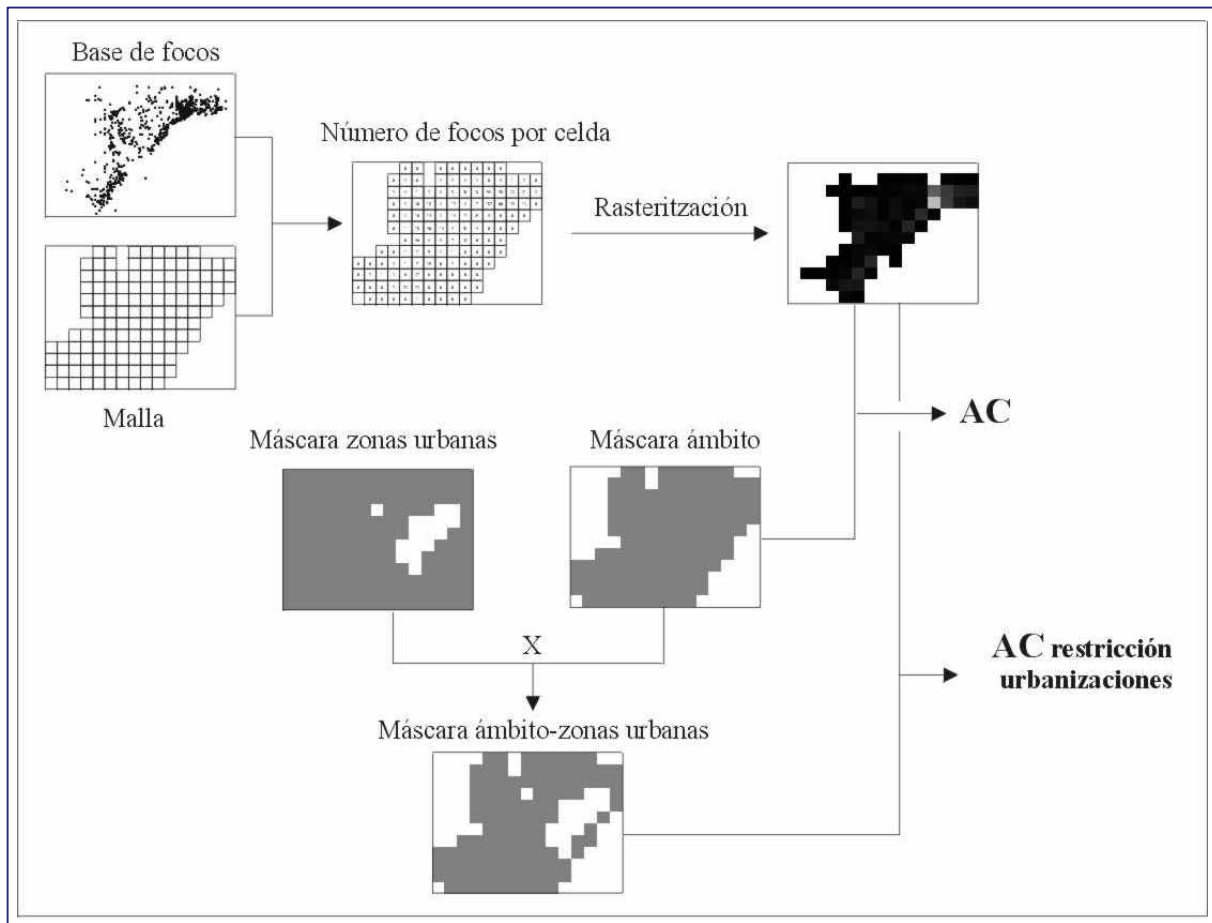 Base de focos
Número de focos por celda
Rasteritzación
Malla
AC
Máscara zonas urbanas
Máscara ámbito
X
AC restricción
urbanizaciones
Máscara ámbito-zonas urbanas